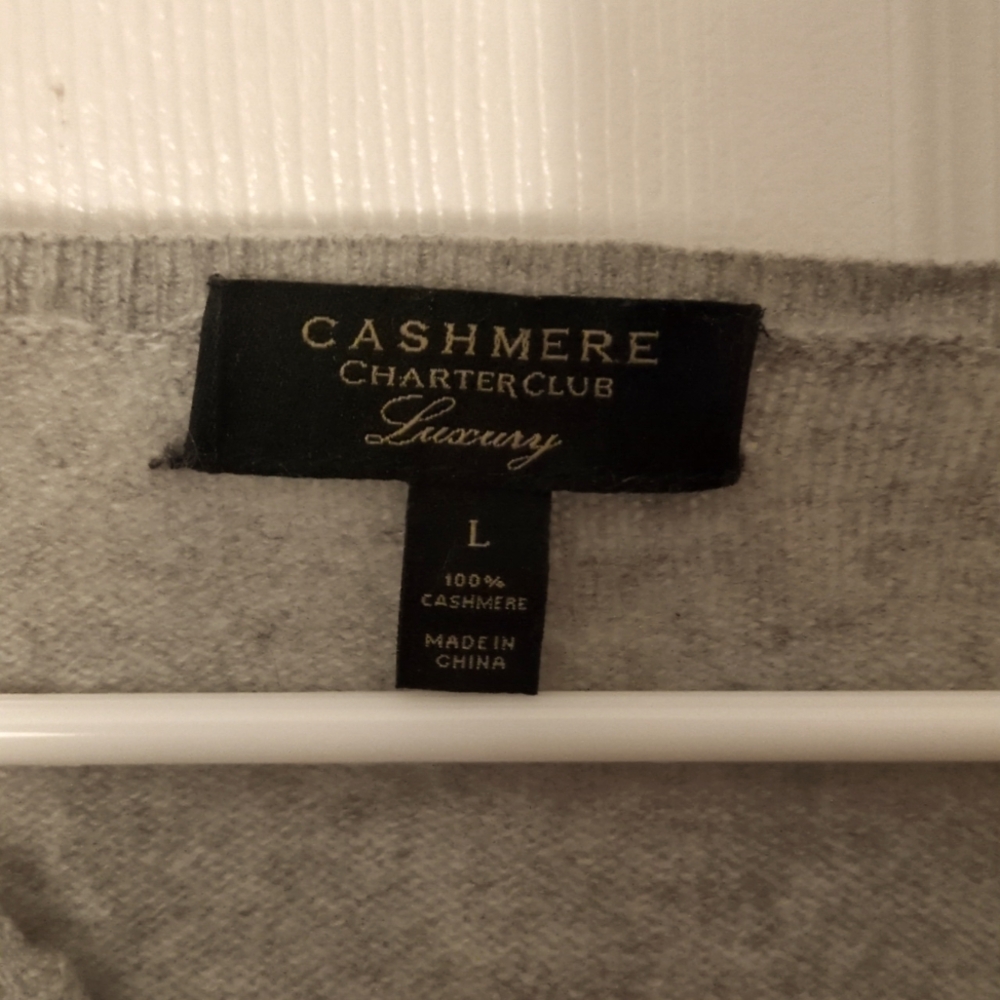 CASHMERE
CHARTER CLUB
Luxury
L
100%
CASHMERE
MADE IN
CHINA